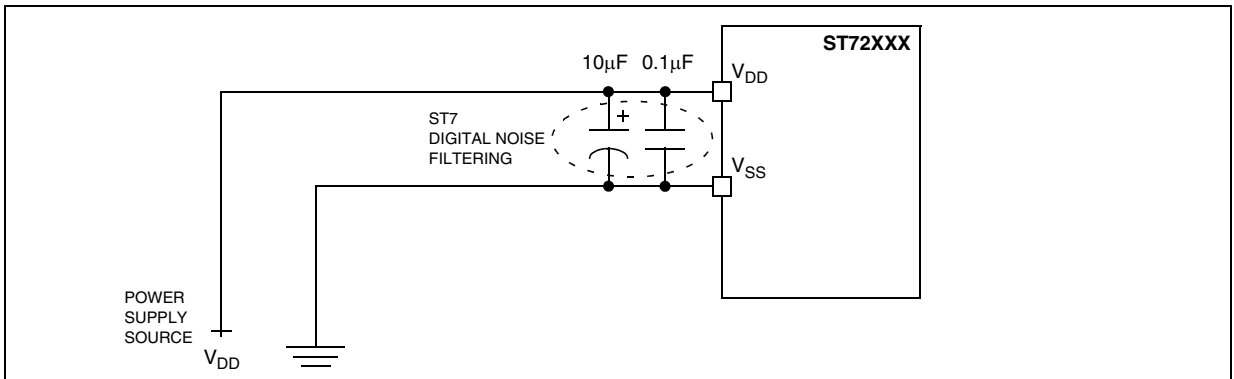 ST72XXX
10μF 0.1μF
VDD
+
ST7
DIGITAL NOISE
FILTERING
VSS
POWER
SUPPLY
SOURCE
VDD